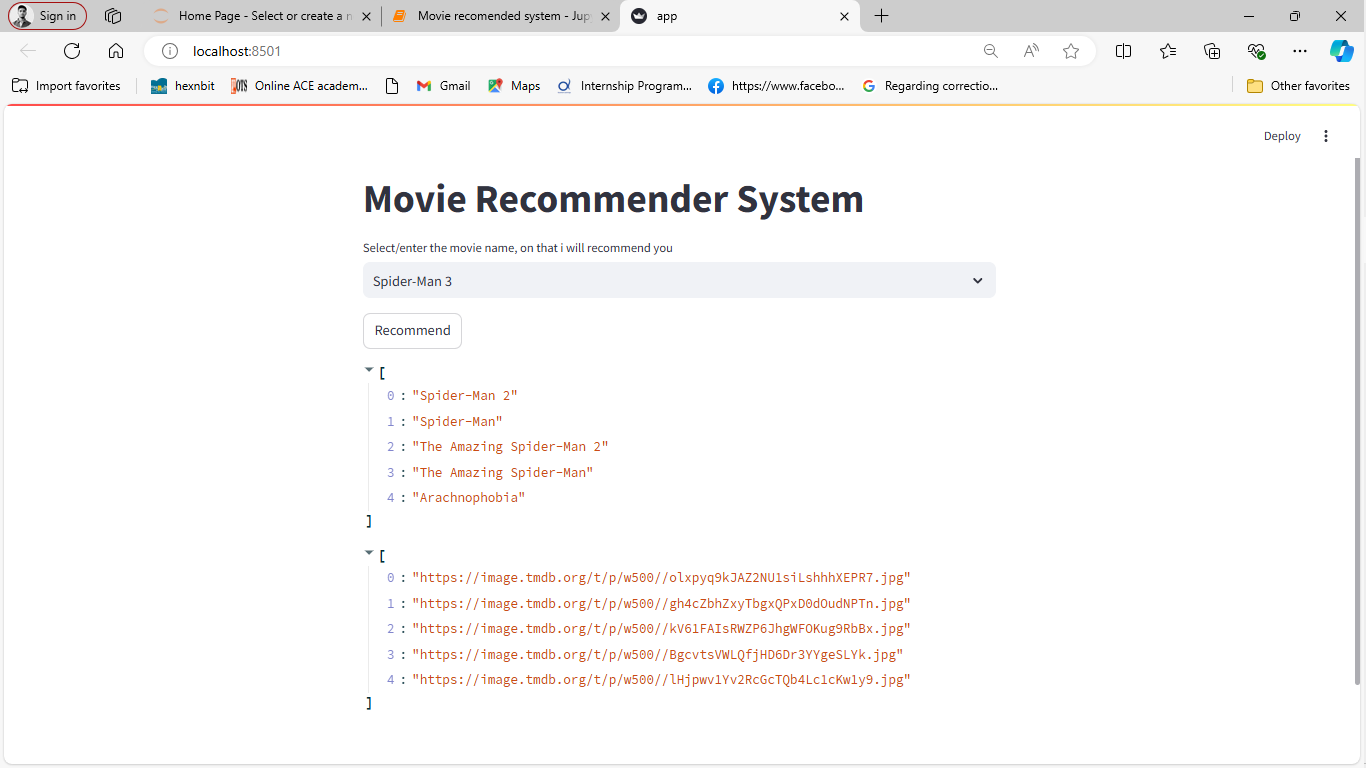 Sign in
Home Page - Select or create a n
Movie recomended system - Jup
app
localhost:8501
Import favorites
hexnbit
Online ACE academ...
Gmail
Maps
Internship Program...
https://www.facebo...
Regarding correctio...
Other favorites
Deploy
Movie Recommender System
Select/enter the movie name, on that i will recommend you
Spider-Man 3
Recommend
[
0 : "Spider-Man 2"
1 : "Spider-Man"
2 : "The Amazing Spider-Man 2"
3 : "The Amazing Spider-Man"
4 : "Arachnophobia"
]
[
0 : "https://image.tmdb.org/t/p/w500//olxpyq9kJAZ2NU1siLshhhXEPR7.jpg"
1 : "https://image.tmdb.org/t/p/w500//gh4cZbhZxyTbgxQPxD0dOudNPTn.jpg"
2 : "https://image.tmdb.org/t/p/w500//kV6lFAIsRWZP6JhgWFOKug9RbBx.jpg"
3 : "https://image.tmdb.org/t/p/w500//BgcvtsVWLQfjHD6Dr3YYgeSLYk.jpg"
4 : "https://image.tmdb.org/t/p/w500//lHjpwvlYv2RcGcTQb4LclcKwly9.jpg"
]